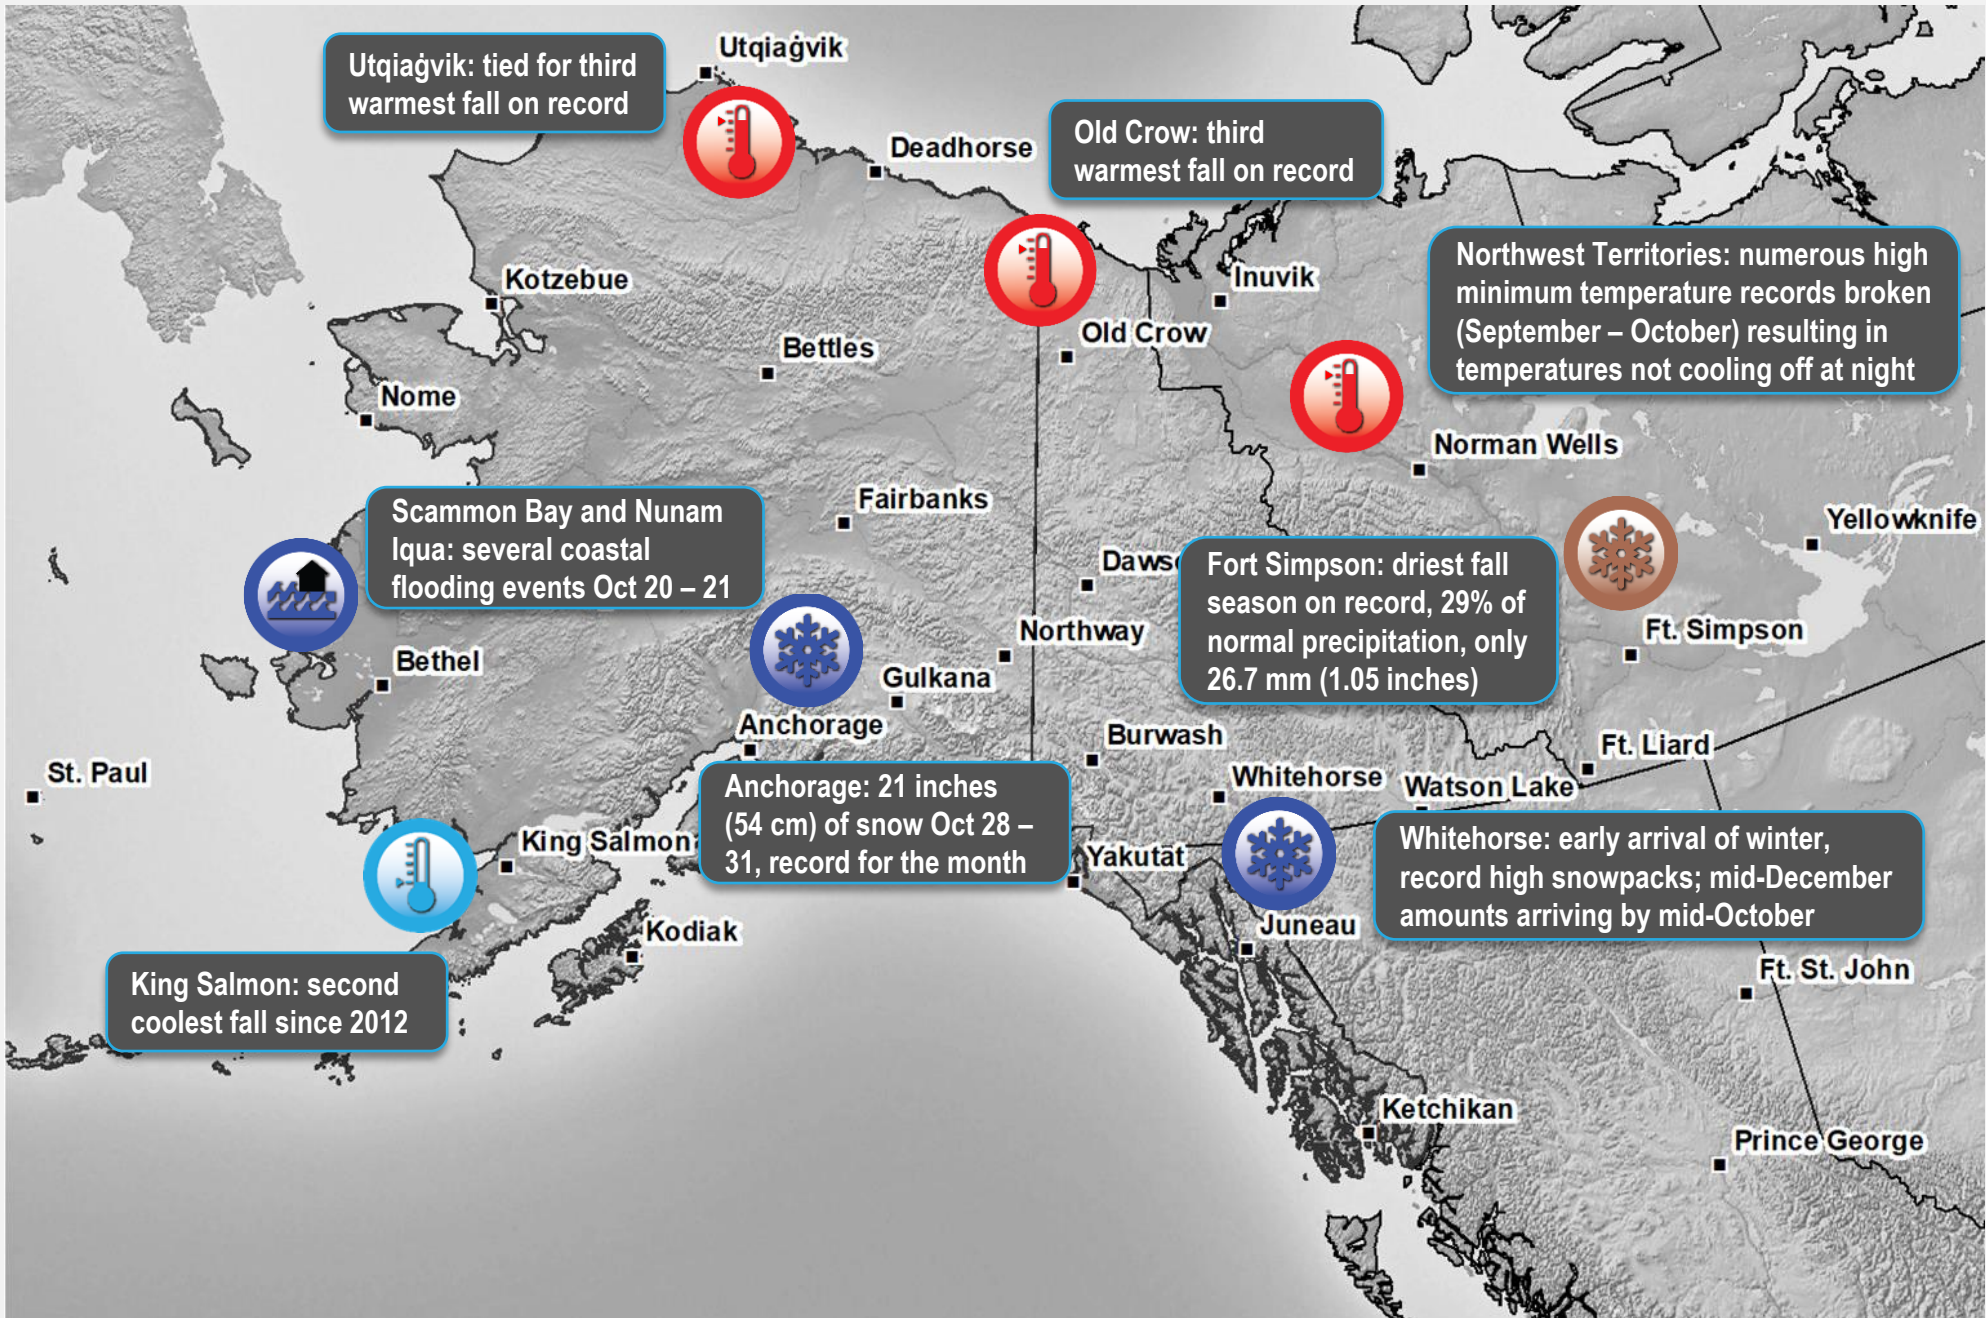 Utqiaġvik
Utqiaġvik: tied for third
warmest fall on record
Deadhorse
Old Crow: third
warmest fall on record
Northwest Territories: numerous high
minimum temperature records broken
(September – October) resulting in
temperatures not cooling off at night
Kotzebue
Inuvik
Old Crow
Bettles
Nome
Norman Wells
Fairbanks
Yellowknife
Scammon Bay and Nunam
Iqua: several coastal
flooding events Oct 20 – 21
Daws
Fort Simpson: driest fall
season on record, 29% of
normal precipitation, only
26.7 mm (1.05 inches)
Northway
Ft. Simpson
Bethel
Gulkana
Anchorage
Burwash
Ft. Liard
St. Paul
Whitehorse
Watson Lake
Anchorage: 21 inches
(54 cm) of snow Oct 28 –
31, record for the month
King Salmon
Yakutat
Whitehorse: early arrival of winter,
record high snowpacks; mid-December
amounts arriving by mid-October
Kodiak
Juneau
Ft. St. John
King Salmon: second
coolest fall since 2012
Ketchikan
Prince George